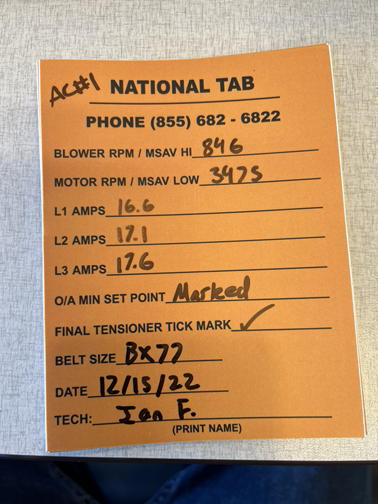 AC#1
NATIONAL TAB
PHONE (855) 682 - 6822
BLOWER RPM / MSAV HI 846
MOTOR RPM / MSAV LOW 3475
L1 AMPS 16.6
L2 AMPS 17.1
L3 AMPS 17.6
O/A MIN SET POINT Marked
FINAL TENSIONER TICK MARK ✓
BELT SIZE BX77
DATE 12/15/22
TECH: Ian F.
(PRINT NAME)